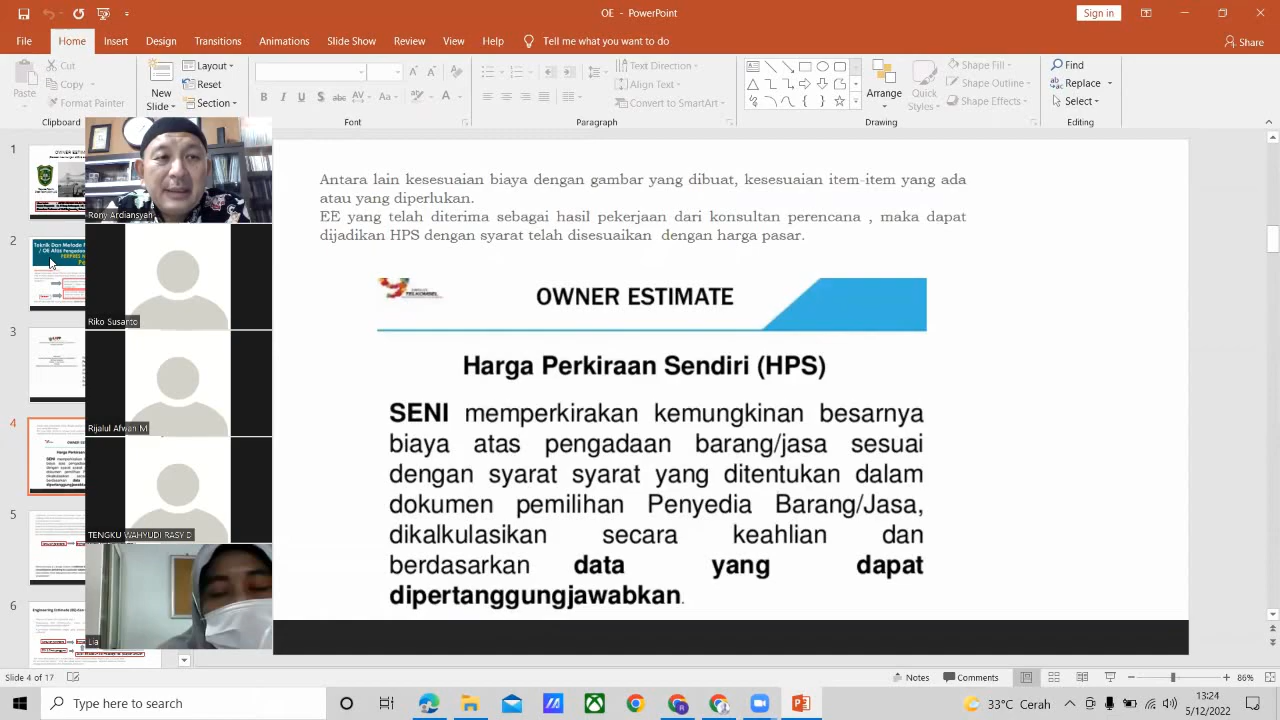 OE - PowerPoint
Sign in
File Home Insert Design Transitions Animations Slide Show Review View Help Tell me what you want to do
Share
Paste
Cut
Copy
Format Painter
Clipboard
New Slide
Layout
Reset
Section
Font
Text Direction
Align Text
Convert to SmartArt
Paragraph
Arrange
Quick Styles
Shape Fill
Shape Outline
Shape Effects
Drawing
Find
Replace
Select
Editing
Rony Ardiansyah
Riko Susanto
Rijalul Afwan M
TENGKU WAHYUDI RASYID
Lia
3
4
6
Antara lain kesesuaian biaya dengan gambar yang dibuat, kesesuaian item-item yang ada
atau yang diperlukan.
EE yang telah diterima sebagai hasil pekerjaan dari konsultan perencana , maka dapat
dijadikan HPS dengan syarat telah disesuaikan dengan harga pasar.
OWNER ESTIMATE
Harga Perkiraan Sendiri (HPS)
SENI memperkirakan kemungkinan besarnya
biaya atas pengadaan barang/jasa sesuai
dengan syarat syarat yang ditentukan dalam
dokumen pemilihan Penyedia Barang/Jasa,
dikalkulasikan secara keahlian dan
berdasarkan data yang dapat
dipertanggungjawabkan.
Slide 4 of 17
Notes
Comments
86%
Type here to search
33°C Cerah
13:24
5/12/2022